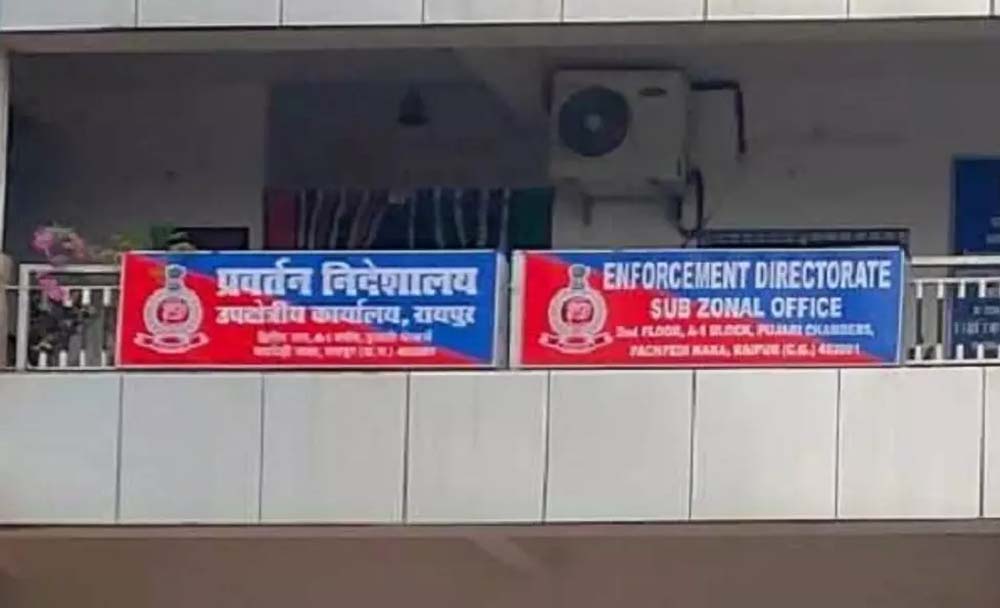 प्रवर्तन निदेशालय
उपक्षेत्रीय कार्यालय, रायपुर
ENFORCEMENT DIRECTORATE
SUB ZONAL OFFICE
2nd FLOOR, A-1 BLOCK, PUJARI CHAMBERS,
PACHPEDI NAKA, RAIPUR (C.G.) 492001